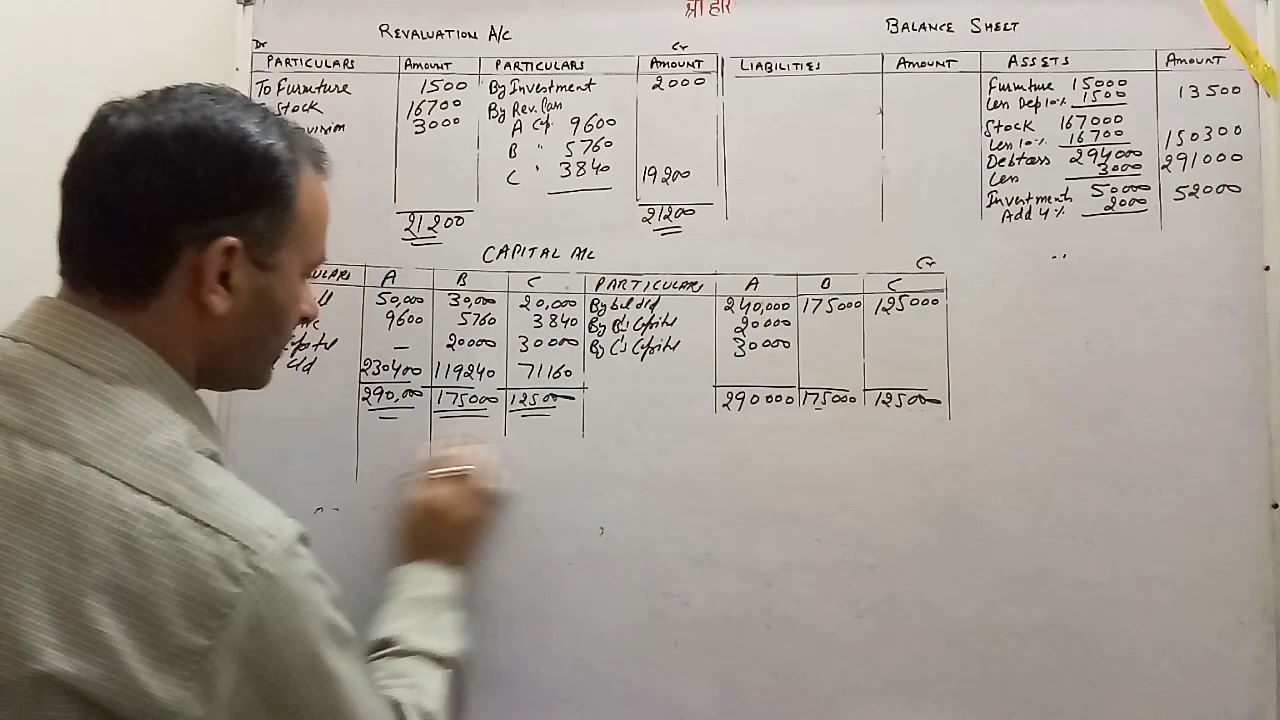 श्री हरि
REVALUATION A/C
Dr Cr
PARTICULARS AMOUNT PARTICULARS AMOUNT
To Furniture 1500 By Investment 2000
Stock 16700 By Rev. Loss
3000 A Cap. 9600
B " 5760
C " 3840 19200
21200 21200
BALANCE SHEET
LIABILITIES AMOUNT ASSETS AMOUNT
Furniture 15000
Less Dep 10% 1500 13500
Stock 167000
Less 10% 16700 150300
Debtors 294000
Less 3000 291000
Investments 50000
Add 4% 2000 52000
CAPITAL A/C
Cr
A B C PARTICULARS A B C
50,000 30,000 20,000 By bal b/d 240,000 175000 125000
9600 5760 3840 By B's Capital 20000
— 20000 30000 By C's Capital 30000
230400 119240 71160
290,000 175000 125000 290000 175000 125000